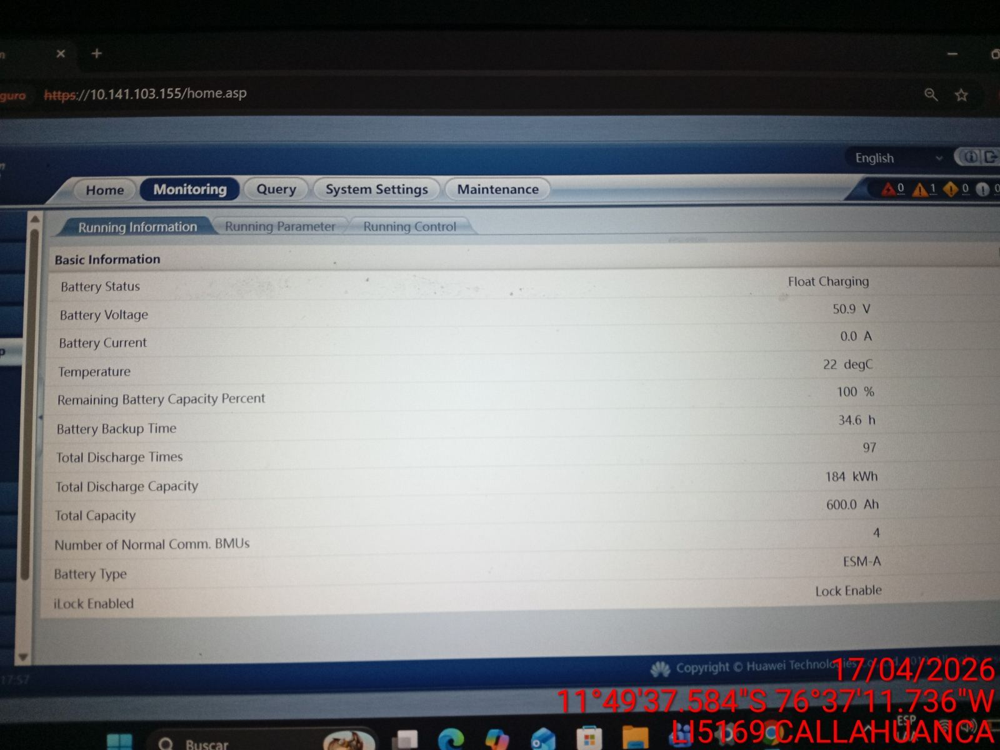 guro https://10.141.103.155/home.asp
English
Home Monitoring Query System Settings Maintenance 0 1 0 0
Running Information Running Parameter Running Control
Basic Information
Battery Status Float Charging
Battery Voltage 50.9 V
Battery Current 0.0 A
Temperature 22 degC
Remaining Battery Capacity Percent 100 %
Battery Backup Time 34.6 h
Total Discharge Times 97
Total Discharge Capacity 184 kWh
Total Capacity 600.0 Ah
Number of Normal Comm. BMUs 4
Battery Type ESM-A
iLock Enabled Lock Enable
Copyright © Huawei Technologies
17:57
17/04/2026
11°49'37.584"S 76°37'11.736"W
LI5169 CALLAHUANCA
Buscar
ESP